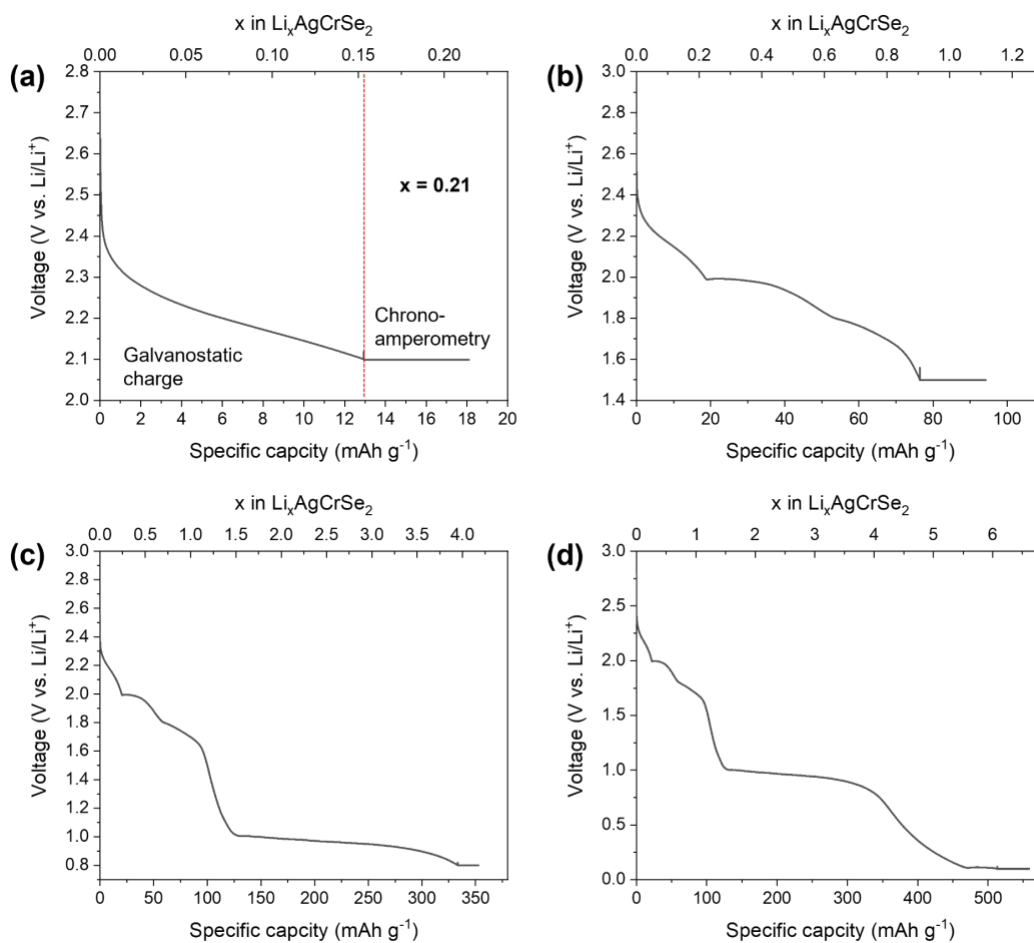 x in LiₓAgCrSe₂
0.00 0.05 0.10 0.15 0.20
(a)
2.8
2.7
2.6
2.5
2.4
2.3
2.2
2.1
2.0
Voltage (V vs. Li/Li⁺)
x = 0.21
Chrono-
amperometry
Galvanostatic
charge
0 2 4 6 8 10 12 14 16 18 20
Specific capcity (mAh g⁻¹)
x in LiₓAgCrSe₂
0.0 0.2 0.4 0.6 0.8 1.0 1.2
(b)
3.0
2.8
2.6
2.4
2.2
2.0
1.8
1.6
1.4
Voltage (V vs. Li/Li⁺)
0 20 40 60 80 100
Specific capcity (mAh g⁻¹)
x in LiₓAgCrSe₂
0.0 0.5 1.0 1.5 2.0 2.5 3.0 3.5 4.0
(c)
3.0
2.8
2.6
2.4
2.2
2.0
1.8
1.6
1.4
1.2
1.0
0.8
Voltage (V vs. Li/Li⁺)
0 50 100 150 200 250 300 350
Specific capcity (mAh g⁻¹)
x in LiₓAgCrSe₂
0 1 2 3 4 5 6
(d)
3.0
2.5
2.0
1.5
1.0
0.5
0.0
Voltage (V vs. Li/Li⁺)
0 100 200 300 400 500
Specific capcity (mAh g⁻¹)